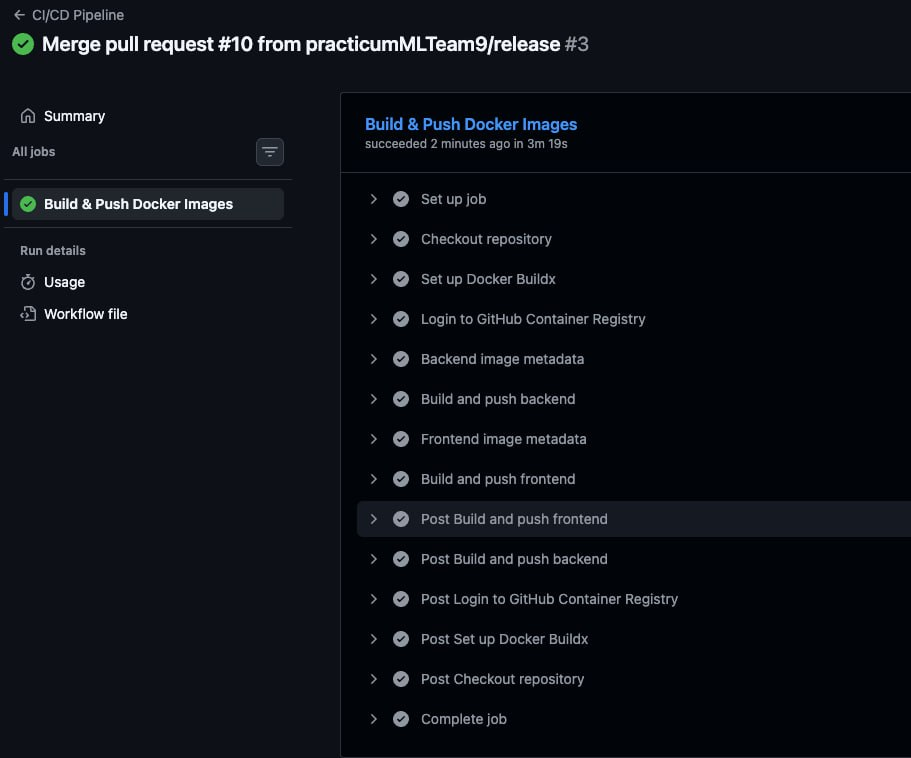 CI/CD Pipeline
Merge pull request #10 from practicumMLTeam9/release #3
Summary
All jobs
Build & Push Docker Images
Run details
Usage
Workflow file
Build & Push Docker Images
succeeded 2 minutes ago in 3m 19s
Set up job
Checkout repository
Set up Docker Buildx
Login to GitHub Container Registry
Backend image metadata
Build and push backend
Frontend image metadata
Build and push frontend
Post Build and push frontend
Post Build and push backend
Post Login to GitHub Container Registry
Post Set up Docker Buildx
Post Checkout repository
Complete job